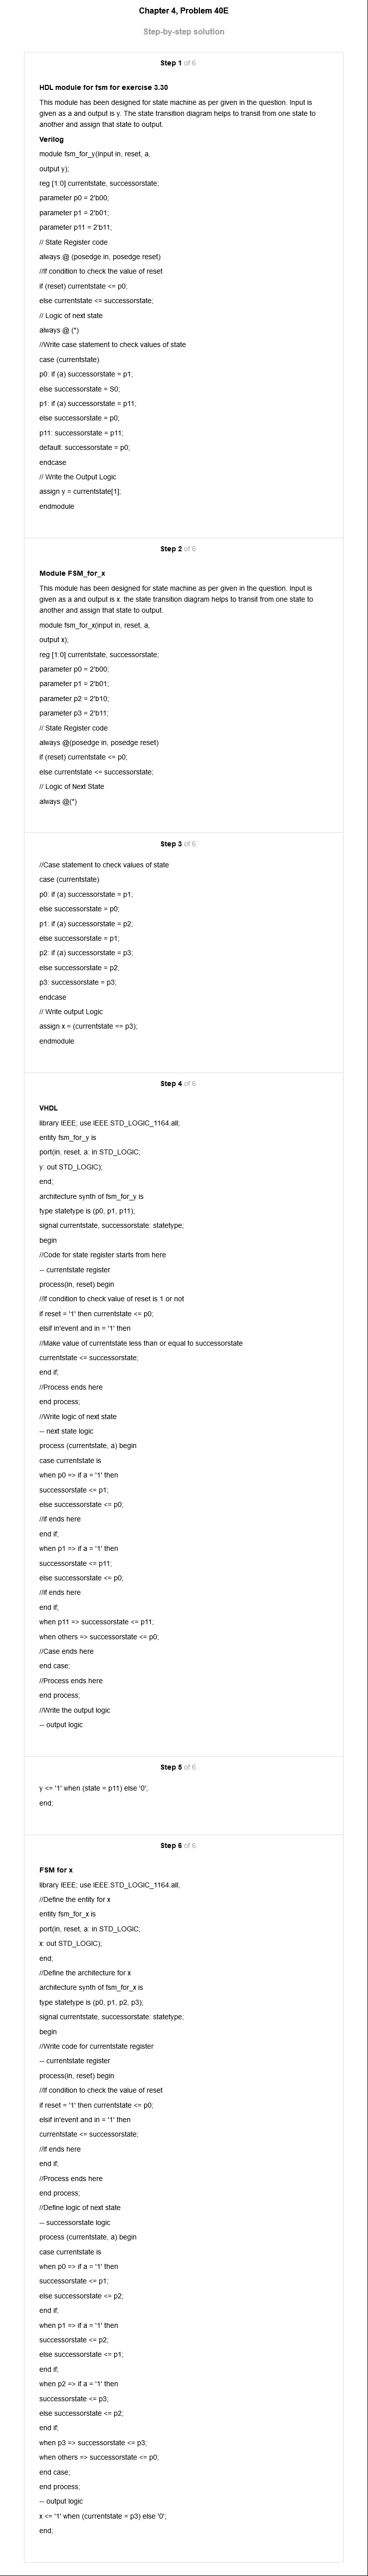 Chapter 4, Problem 40E
Step-by-step solution
Step 1 of 6
HDL module for fsm for exercise 3.30
This module has been designed for state machine as per given in the question. Input is
given as a and output is y. The state transition diagram helps to transit from one state to
another and assign that state to output.
Verilog
module fsm_for_y(input in, reset, a,
output y);
reg [1:0] currentstate, successorstate;
parameter p0 = 2'b00;
parameter p1 = 2'b01;
parameter p11 = 2'b11;
// State Register code
always @ (posedge in, posedge reset)
//If condition to check the value of reset
if (reset) currentstate <= p0;
else currentstate <= successorstate;
// Logic of next state
always @ (*)
//Write case statement to check values of state
case (currentstate)
p0: if (a) successorstate = p1;
else successorstate = S0;
p1: if (a) successorstate = p11;
else successorstate = p0;
p11: successorstate = p11;
default: successorstate = p0;
endcase
// Write the Output Logic
assign y = currentstate[1];
endmodule
Step 2 of 6
Module FSM_for_x
This module has been designed for state machine as per given in the question. Input is
given as a and output is x. the state transition diagram helps to transit from one state to
another and assign that state to output.
module fsm_for_x(input in, reset, a,
output x);
reg [1:0] currentstate, successorstate;
parameter p0 = 2'b00;
parameter p1 = 2'b01;
parameter p2 = 2'b10;
parameter p3 = 2'b11;
// State Register code
always @(posedge in, posedge reset)
if (reset) currentstate <= p0;
else currentstate <= successorstate;
// Logic of Next State
always @(*)
Step 3 of 6
//Case statement to check values of state
case (currentstate)
p0: if (a) successorstate = p1;
else successorstate = p0;
p1: if (a) successorstate = p2;
else successorstate = p1;
p2: if (a) successorstate = p3;
else successorstate = p2;
p3: successorstate = p3;
endcase
// Write output Logic
assign x = (currentstate == p3);
endmodule
Step 4 of 6
VHDL
library IEEE; use IEEE.STD_LOGIC_1164.all;
entity fsm_for_y is
port(in, reset, a: in STD_LOGIC;
y: out STD_LOGIC);
end;
architecture synth of fsm_for_y is
type statetype is (p0, p1, p11);
signal currentstate, successorstate: statetype;
begin
//Code for state register starts from here
-- currentstate register
process(in, reset) begin
//If condition to check value of reset is 1 or not
if reset = '1' then currentstate <= p0;
elsif in'event and in = '1' then
//Make value of currentstate less than or equal to successorstate
currentstate <= successorstate;
end if;
//Process ends here
end process;
//Write logic of next state
-- next state logic
process (currentstate, a) begin
case currentstate is
when p0 => if a = '1' then
successorstate <= p1;
else successorstate <= p0;
//if ends here
end if;
when p1 => if a = '1' then
successorstate <= p11;
else successorstate <= p0;
//If ends here
end if;
when p11 => successorstate <= p11;
when others => successorstate <= p0;
//Case ends here
end case;
//Process ends here
end process;
//Write the output logic
-- output logic
Step 5 of 6
y <= '1' when (state = p11) else '0';
end;
Step 6 of 6
FSM for x
library IEEE; use IEEE.STD_LOGIC_1164.all;
//Define the entity for x
entity fsm_for_x is
port(in, reset, a: in STD_LOGIC;
x: out STD_LOGIC);
end;
//Define the architecture for x
architecture synth of fsm_for_x is
type statetype is (p0, p1, p2, p3);
signal currentstate, successorstate: statetype;
begin
//Write code for currentstate register
-- currentstate register
process(in, reset) begin
//If condition to check the value of reset
if reset = '1' then currentstate <= p0;
elsif in'event and in = '1' then
currentstate <= successorstate;
//If ends here
end if;
//Process ends here
end process;
//Define logic of next state
-- successorstate logic
process (currentstate, a) begin
case currentstate is
when p0 => if a = '1' then
successorstate <= p1;
else successorstate <= p2;
end if;
when p1 => if a = '1' then
successorstate <= p2;
else successorstate <= p1;
end if;
when p2 => if a = '1' then
successorstate <= p3;
else successorstate <= p2;
end if;
when p3 => successorstate <= p3;
when others => successorstate <= p0;
end case;
end process;
-- output logic
x <= '1' when (currentstate = p3) else '0';
end;